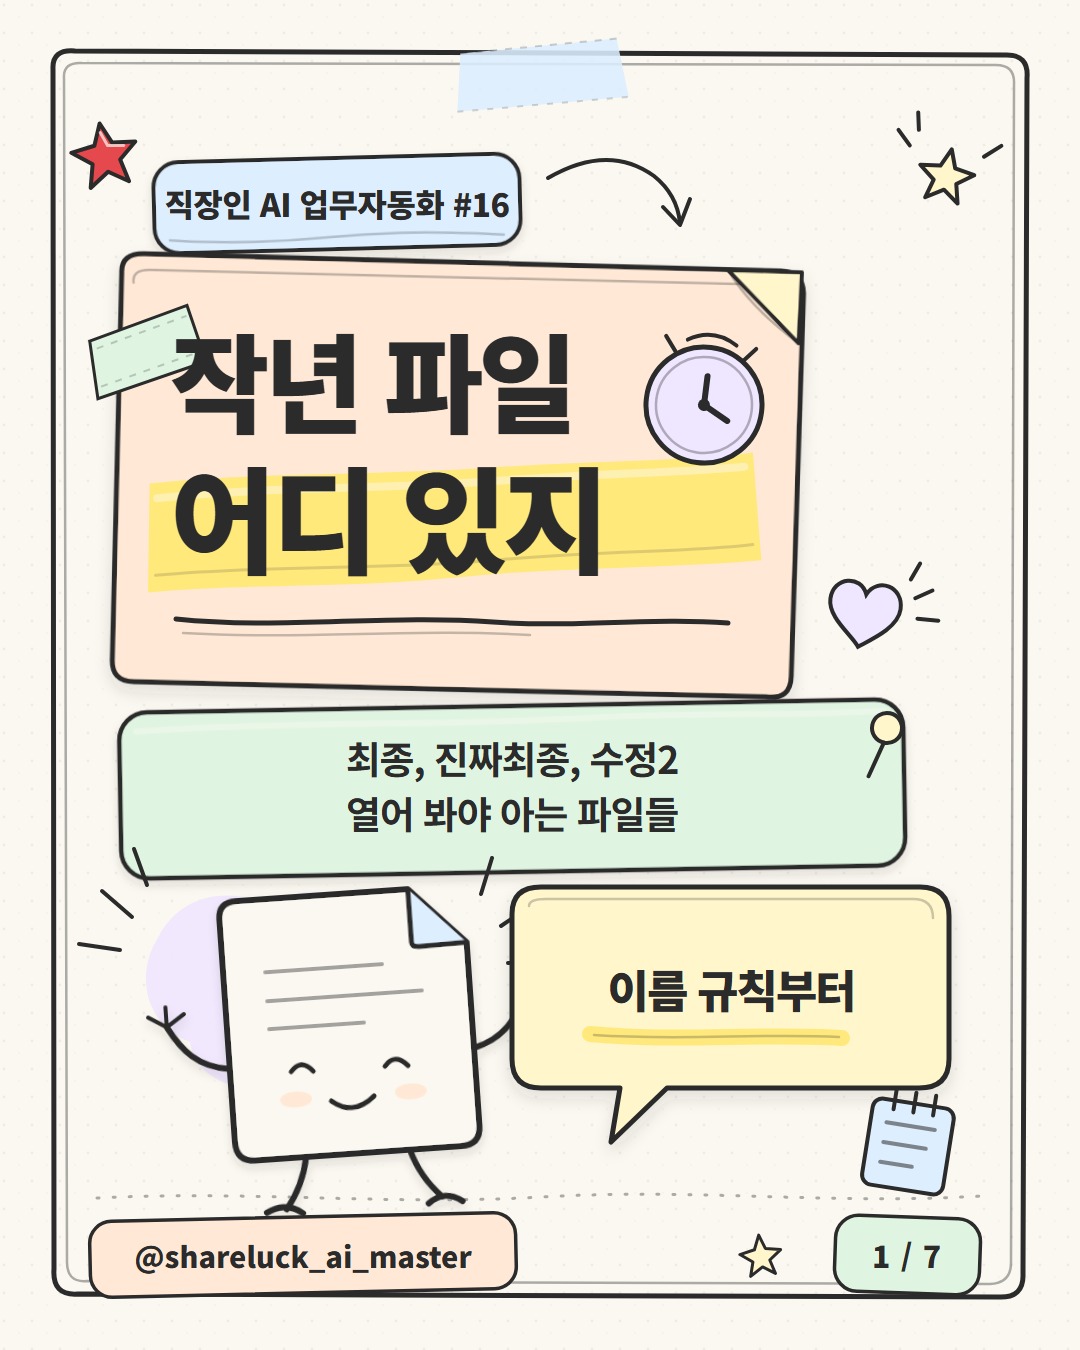 직장인 AI 업무자동화 #16
작년 파일
어디 있지
최종, 진짜최종, 수정2
열어 봐야 아는 파일들
이름 규칙부터
@shareluck_ai_master
1 / 7